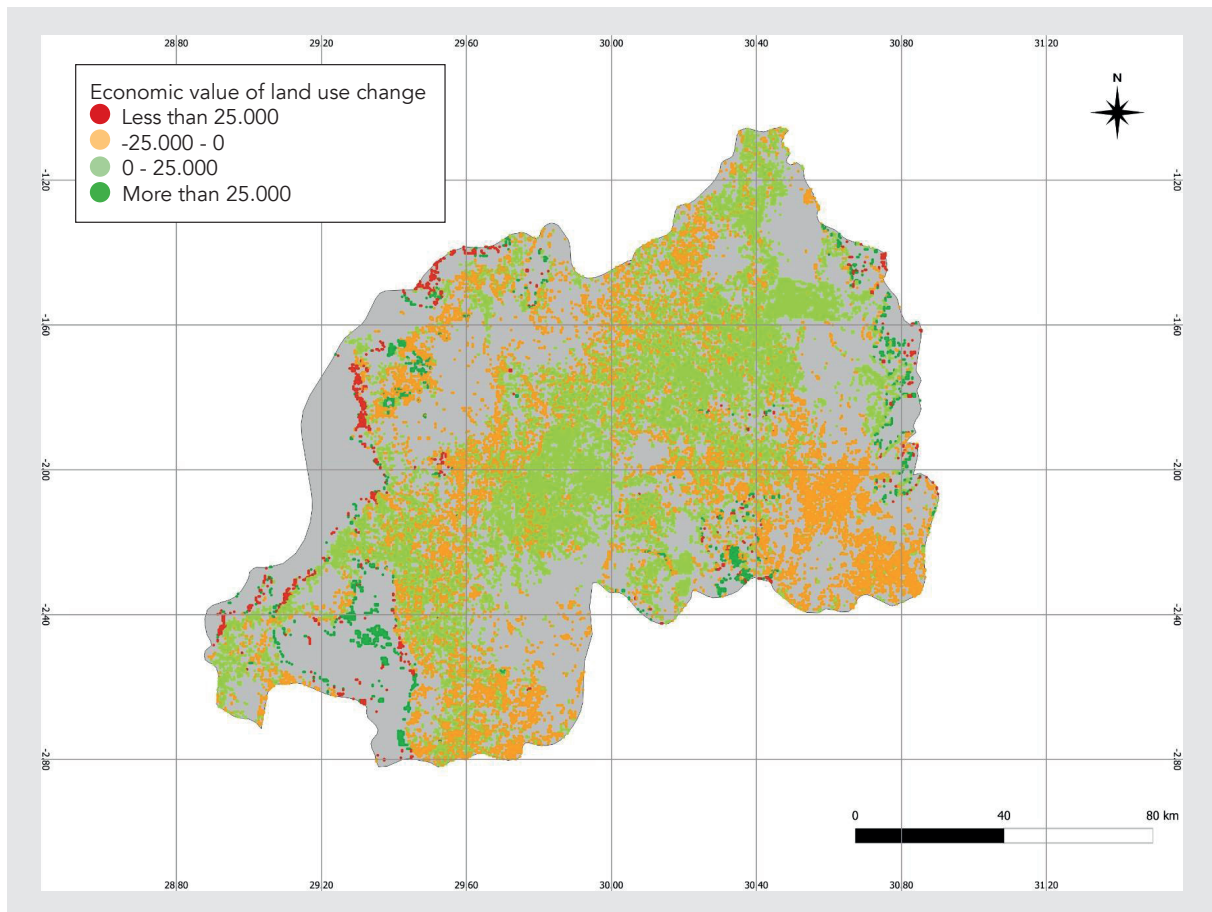 28.80 29.20 29.60 30.00 30.40 30.80 31.20
Economic value of land use change
Less than 25.000
-25.000 - 0
0 - 25.000
More than 25.000
N
-1.20 -1.20
-1.60 -1.60
-2.00 -2.00
-2.40 -2.40
-2.80 -2.80
0 40 80 km
28.80 29.20 29.60 30.00 30.40 30.80 31.20